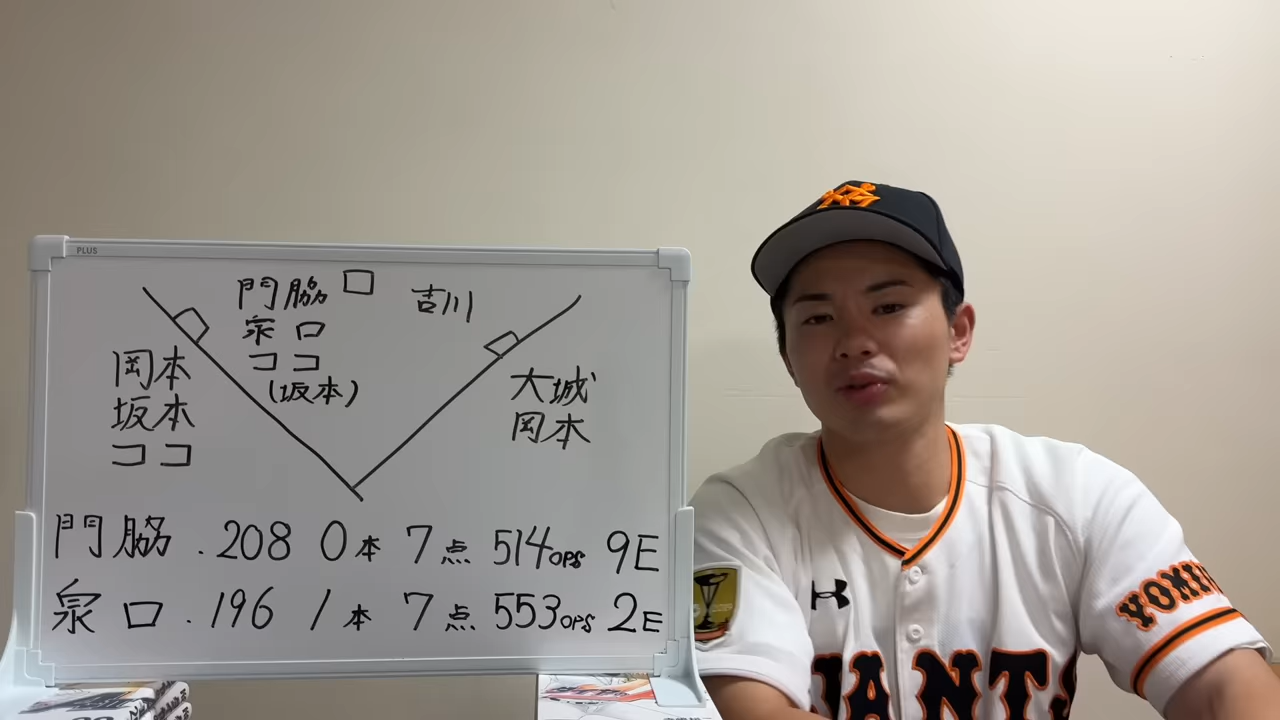 PLUS
門脇
泉口
ココ
(坂本)
吉川
岡本
坂本
ココ
大城
岡本
門脇 .208 0本 7点 514OPS 9E
泉口 .196 1本 7点 553OPS 2E
GIANTS